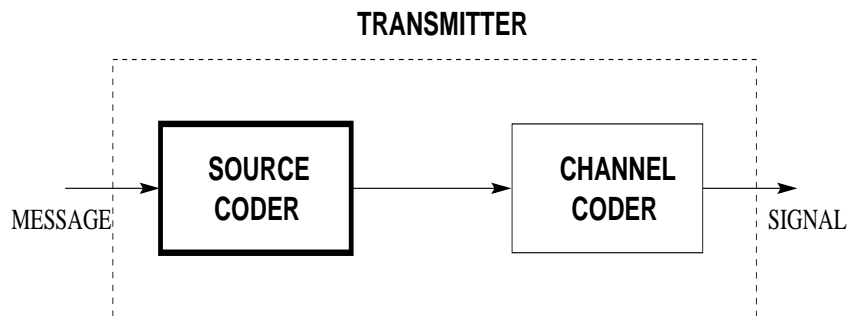 TRANSMITTER
SOURCE
CODER
CHANNEL
CODER
MESSAGE
SIGNAL